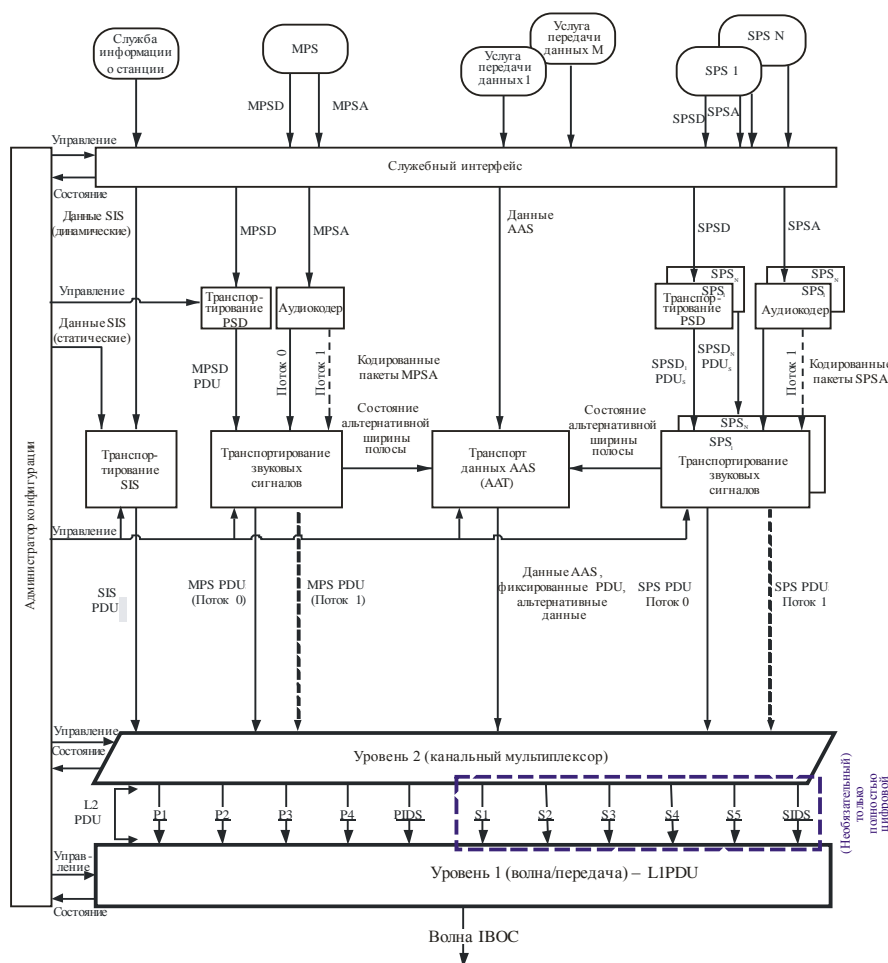 Служба
информации
о станции
MPS
Услуга
передачи
данных 1
Услуга
передачи
данных M
SPS 1
SPS N
MPSD
MPSA
SPSD
SPSA
Управление
Состояние
Служебный интерфейс
Данные SIS
(динамические)
MPSD
MPSA
Данные
AAS
SPSD
SPSA
Управление
Данные SIS
(статические)
Транспор-
тирование
PSD
Аудиокодер
SPSN
SPSI
Транспор-
тирование
PSD
SPSN
SPSI
Аудиокодер
MPSD
PDU
Поток 0
Поток 1
Кодированные
пакеты MPSA
SPSDI
PDUS
SPSDN
PDUS
Поток 1
Кодированные
пакеты SPSA
Состояние
альтернативной
ширины
полосы
Состояние
альтернативной
ширины
полосы
Транспор-
тирование
SIS
Транспортирование
звуковых
сигналов
Транспорт
данных AAS
(AAT)
SPSN
SPSI
Транспортирование
звуковых
сигналов
Администратор конфигурации
Управление
SIS
PDU
MPS PDU
(Поток 0)
MPS PDU
(Поток 1)
Данные AAS,
фиксированные PDU,
альтернативные
данные
SPS PDU
Поток 0
SPS PDU
Поток 1
Управление
Состояние
Уровень 2 (канальный мультиплексор)
L2
PDU
P1
P2
P3
P4
PIDS
S1
S2
S3
S4
S5
SIDS
(Необязательный)
только
полностью
цифровой
Управ-
ление
Состояние
Уровень 1 (волна/передача) – L1PDU
Волна IBOC